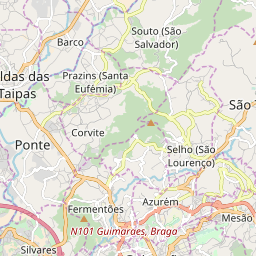 Souto (São
Salvador)
Barco
ldas das
Taipas
Prazins (Santa
Eufémia)
São
Corvite
Ponte
Selho (São
Lourenço)
Azurém
Fermentões
Mesão
N101 Guimarães, Braga
Silvares